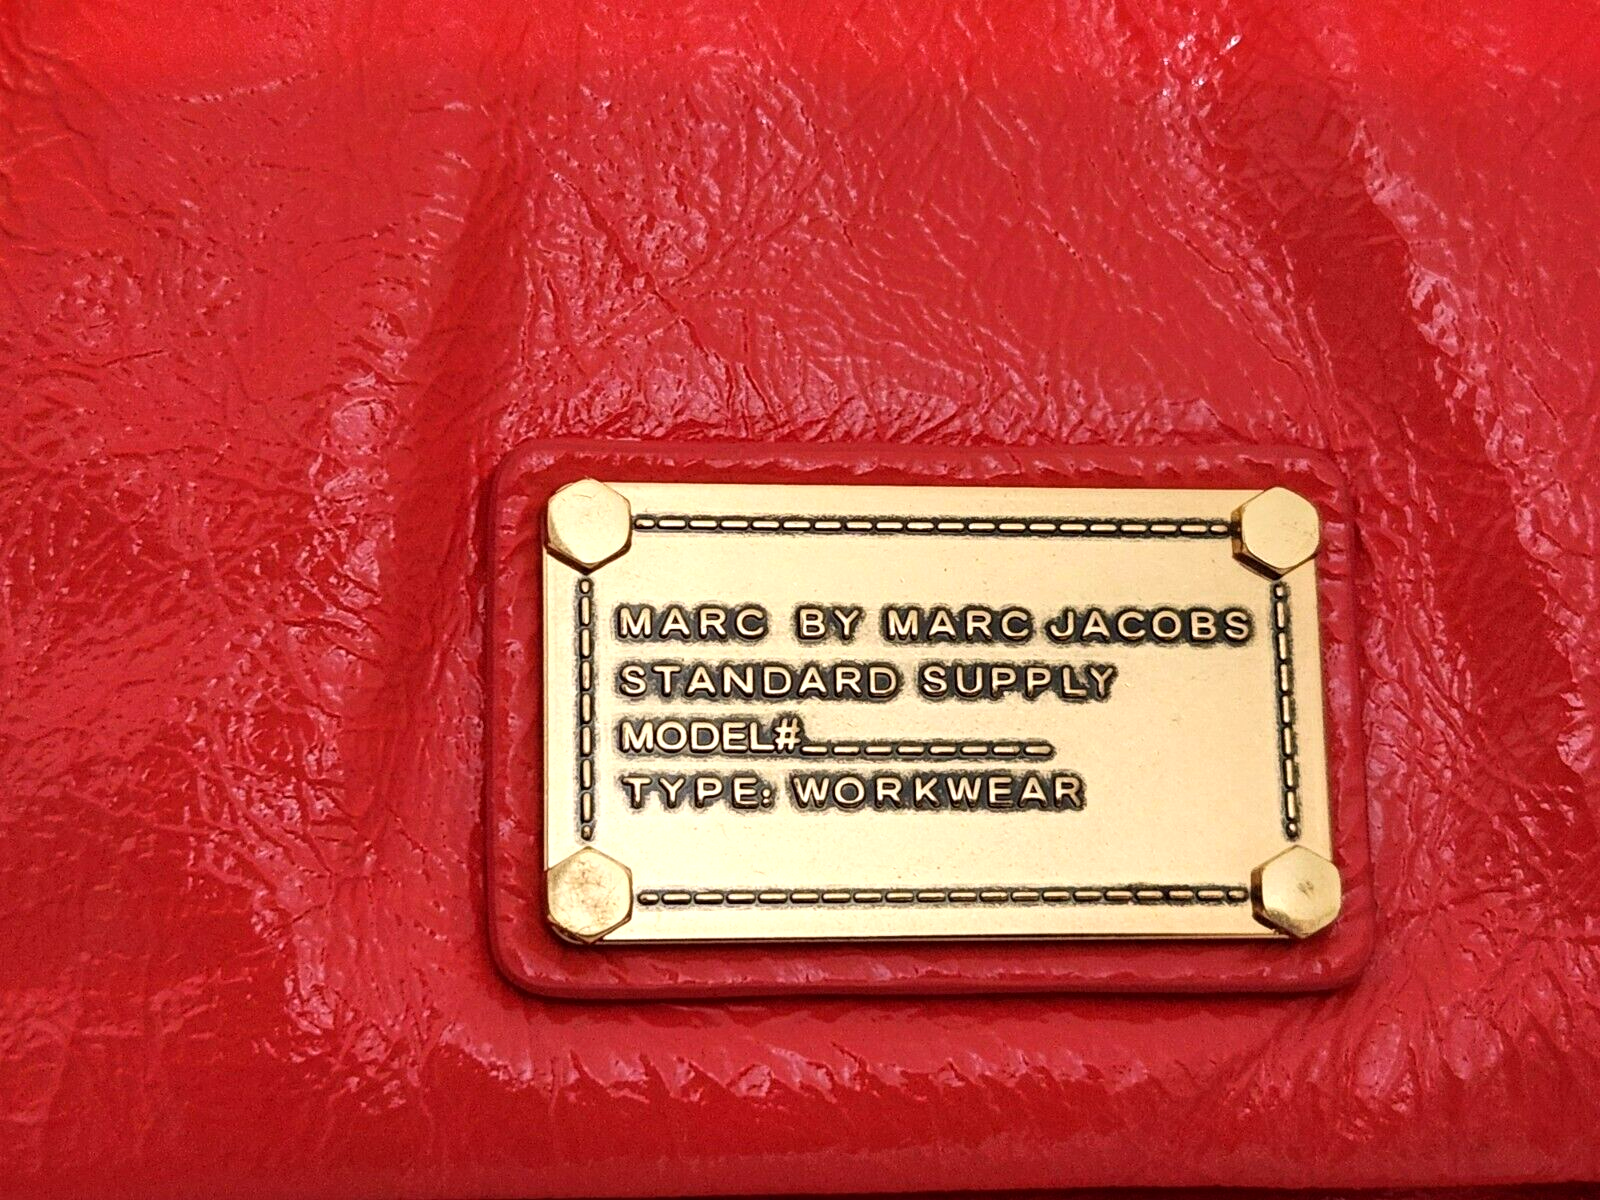 MARC BY MARC JACOBS
STANDARD SUPPLY
MODEL#________
TYPE: WORKWEAR